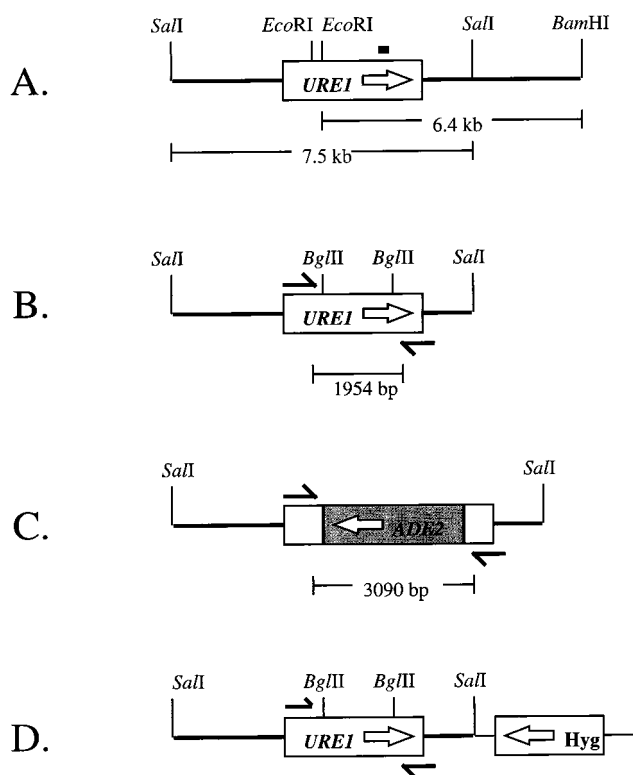 SalI EcoRI EcoRI SalI BamHI
A.
URE1
6.4 kb
7.5 kb
SalI BglII BglII SalI
B.
URE1
1954 bp
SalI SalI
C.
ADE2
3090 bp
SalI BglII BglII SalI
D.
URE1 Hyg